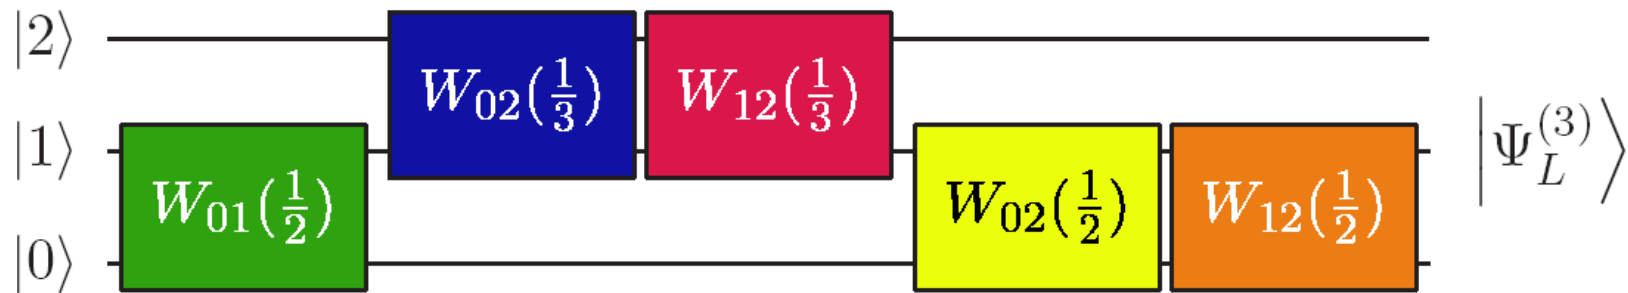 |2⟩
W₀₂(1/3) W₁₂(1/3)
|1⟩
|Ψ_L^{(3)}⟩
W₀₁(1/2) W₀₂(1/2) W₁₂(1/2)
|0⟩